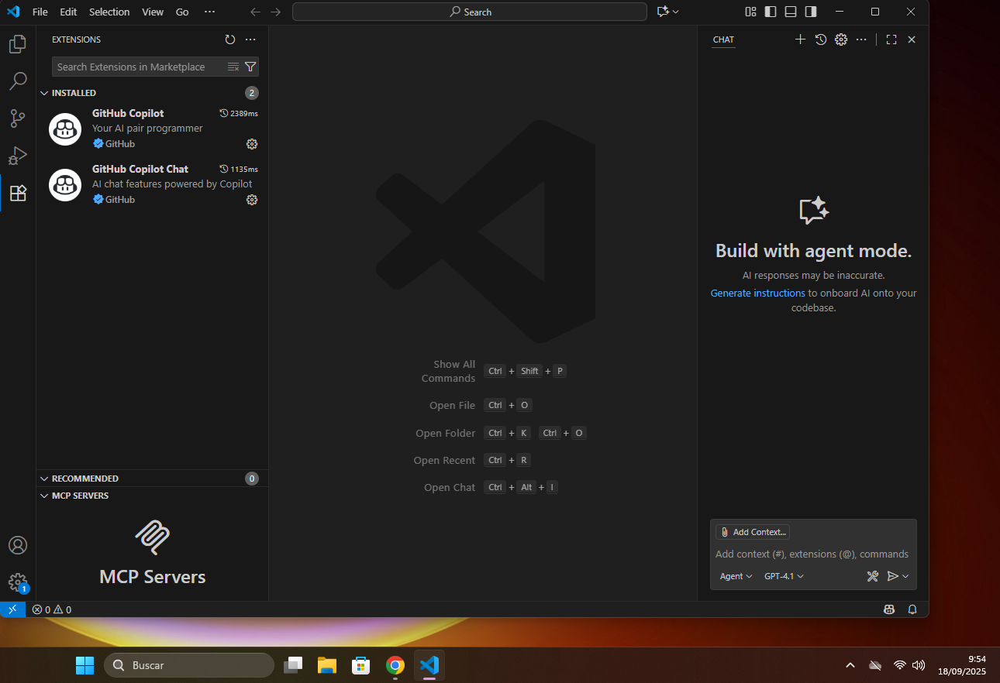 File Edit Selection View Go ···
Search
EXTENSIONS
Search Extensions in Marketplace
INSTALLED 2
GitHub Copilot 2389ms
Your AI pair programmer
GitHub
GitHub Copilot Chat 1135ms
AI chat features powered by Copilot
GitHub
RECOMMENDED 0
MCP SERVERS
MCP Servers
1
0 0
Show All
Commands
Ctrl + Shift + P
Open File Ctrl + O
Open Folder Ctrl + K Ctrl + O
Open Recent Ctrl + R
Open Chat Ctrl + Alt + I
CHAT
Build with agent mode.
AI responses may be inaccurate.
Generate instructions to onboard AI onto your
codebase.
Add Context...
Add context (#), extensions (@), commands
Agent GPT-4.1
Buscar
9:54
18/09/2025